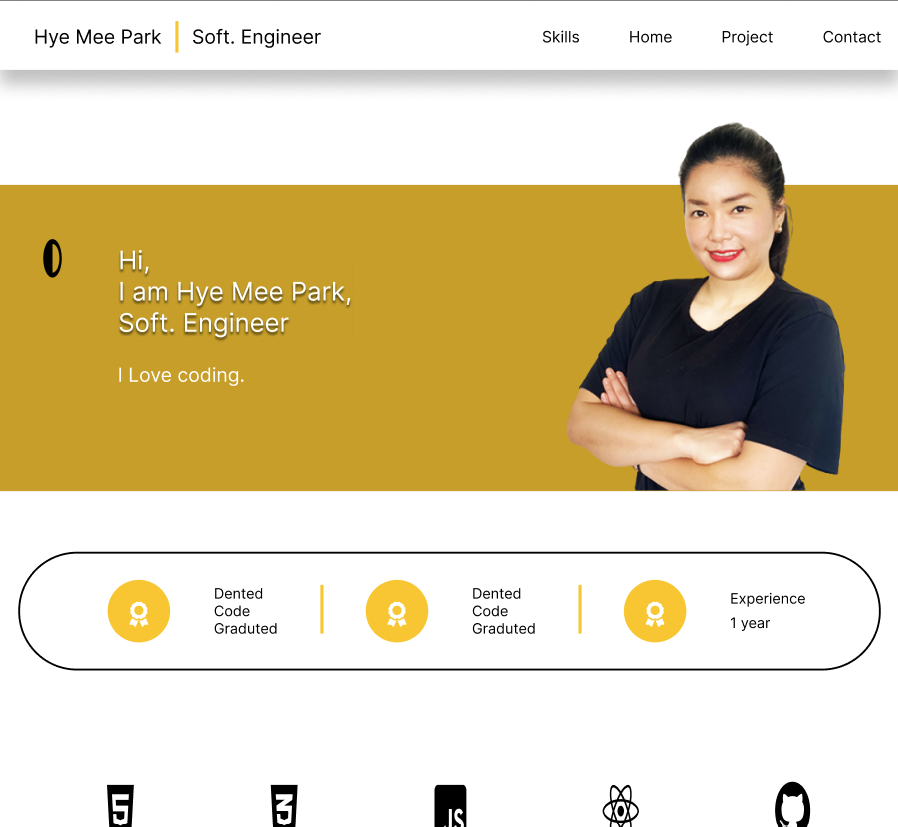 Hye Mee Park
Soft. Engineer
Skills
Home
Project
Contact
Hi,
I am Hye Mee Park,
Soft. Engineer
I Love coding.
Dented
Code
Graduted
Dented
Code
Graduted
Experience
1 year
5
3
JS